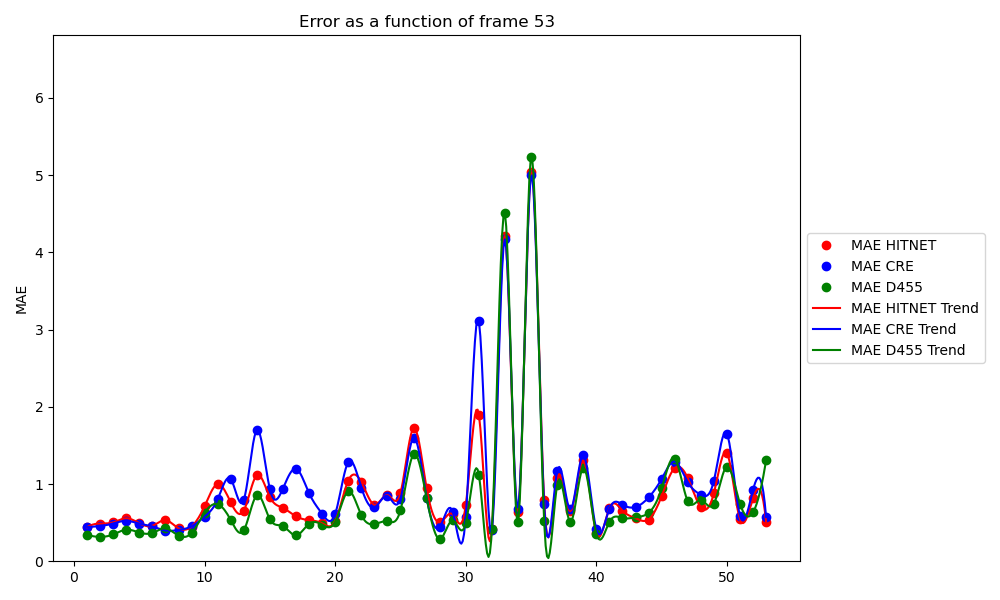 Error as a function of frame 53
MAE
6
5
4
3
2
1
0
0 10 20 30 40 50
MAE HITNET
MAE CRE
MAE D455
MAE HITNET Trend
MAE CRE Trend
MAE D455 Trend